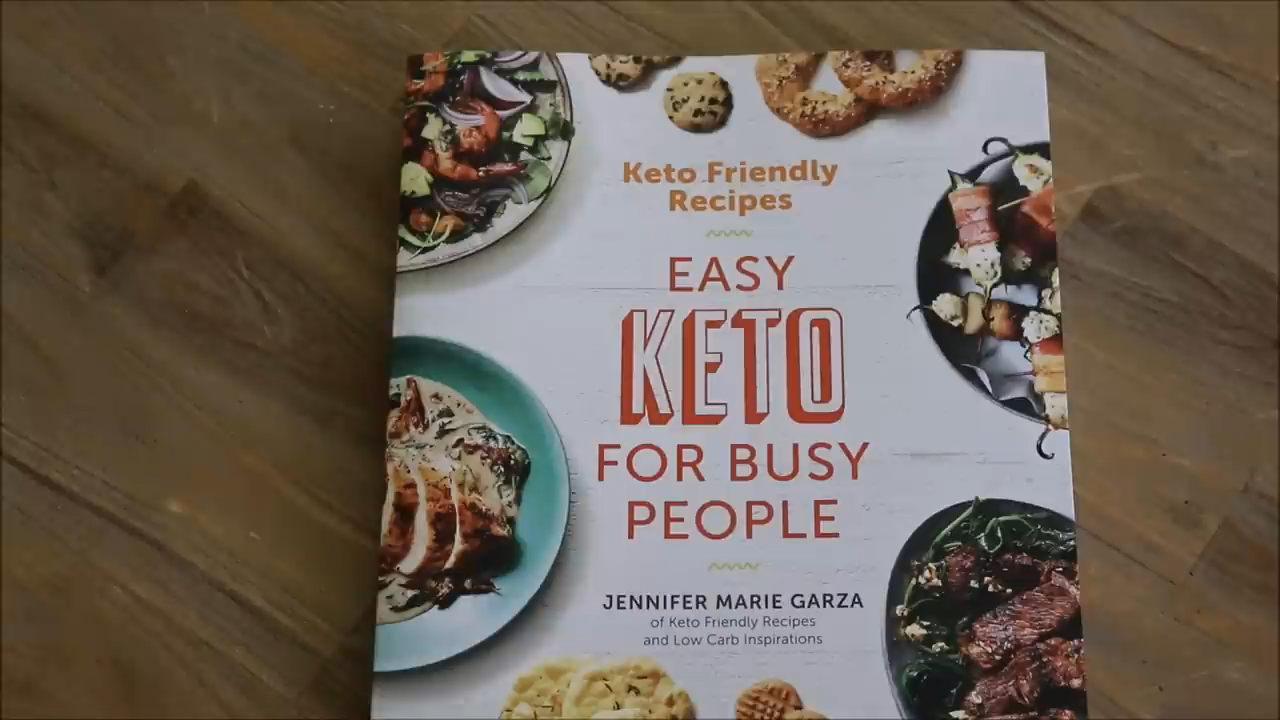 Keto Friendly
Recipes
EASY
KETO
FOR BUSY
PEOPLE
JENNIFER MARIE GARZA
of Keto Friendly Recipes
and Low Carb Inspirations